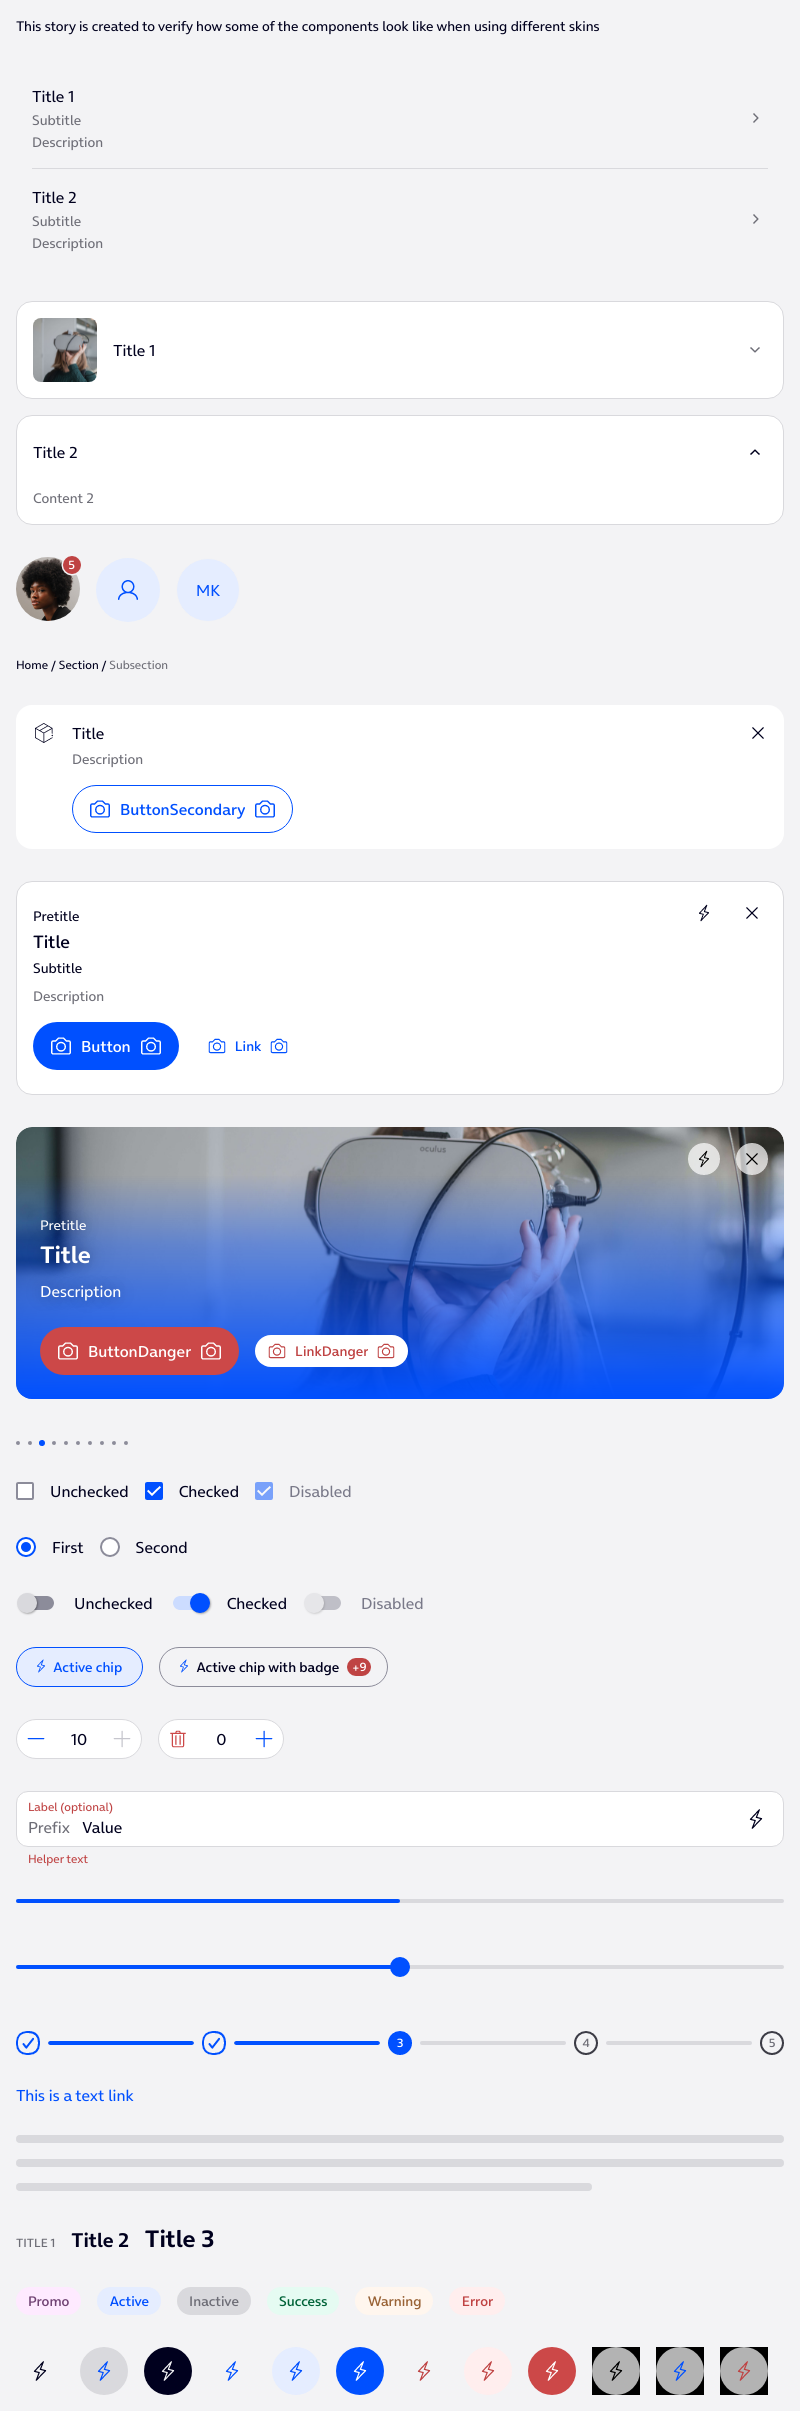 This story is created to verify how some of the components look like when using different skins
Title 1
Subtitle
Description
Title 2
Subtitle
Description
Title 1
Title 2
Content 2
5
MK
Home / Section / Subsection
Title
Description
ButtonSecondary
Pretitle
Title
Subtitle
Description
Button Link
oculus
Pretitle
Title
Description
ButtonDanger LinkDanger
Unchecked Checked Disabled
First Second
Unchecked Checked Disabled
Active chip Active chip with badge +9
10 0
Label (optional)
Prefix Value
Helper text
3 4 5
This is a text link
TITLE 1 Title 2 Title 3
Promo Active Inactive Success Warning Error